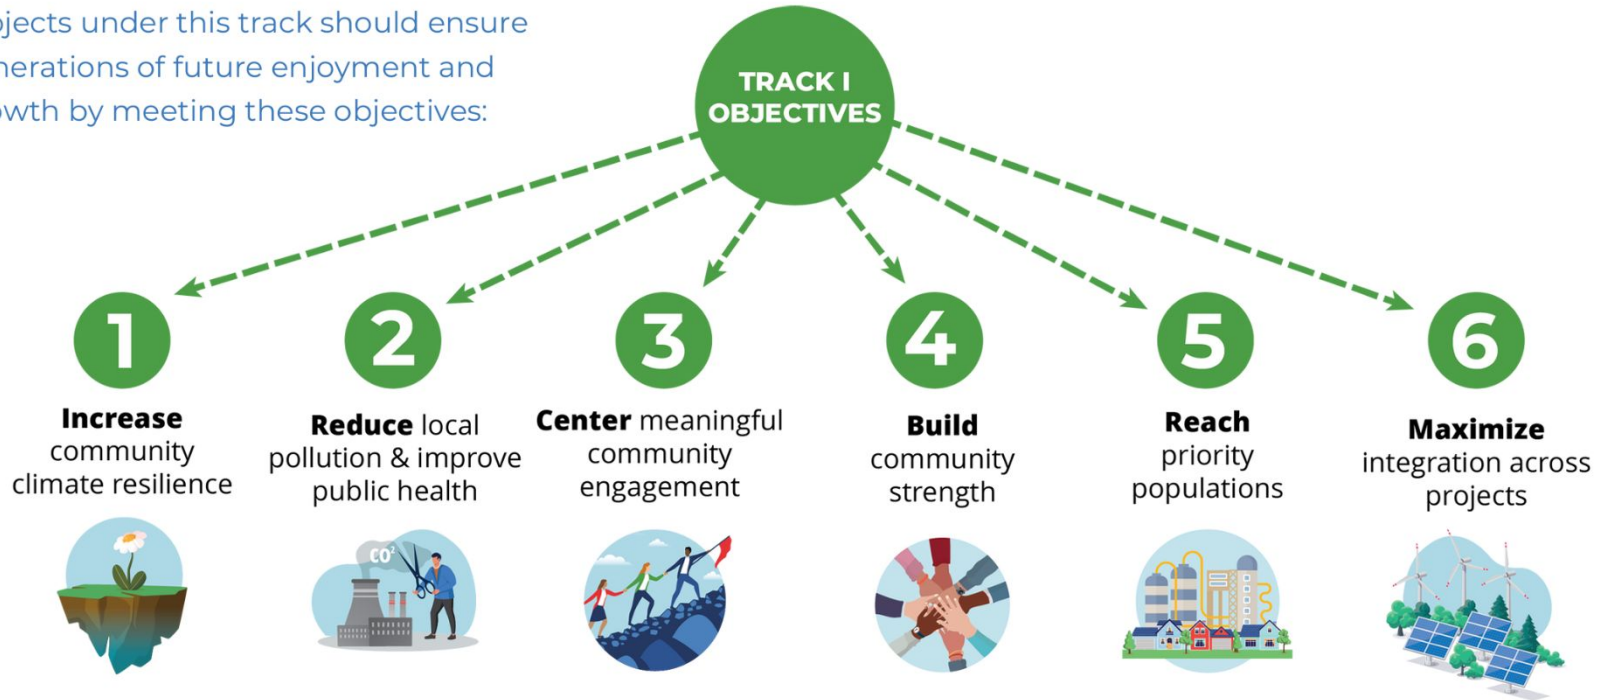 ojects under this track should ensure
nerations of future enjoyment and
owth by meeting these objectives:
TRACK I
OBJECTIVES
1
2
3
4
5
6
Increase
community
climate resilience
Reduce local
pollution & improve
public health
Center meaningful
community
engagement
Build
community
strength
Reach
priority
populations
Maximize
integration across
projects
CO²